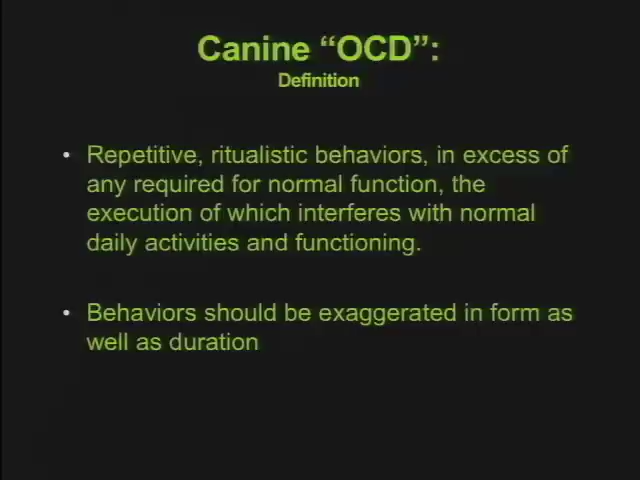 Canine “OCD”:
Definition
• Repetitive, ritualistic behaviors, in excess of
any required for normal function, the
execution of which interferes with normal
daily activities and functioning.
• Behaviors should be exaggerated in form as
well as duration